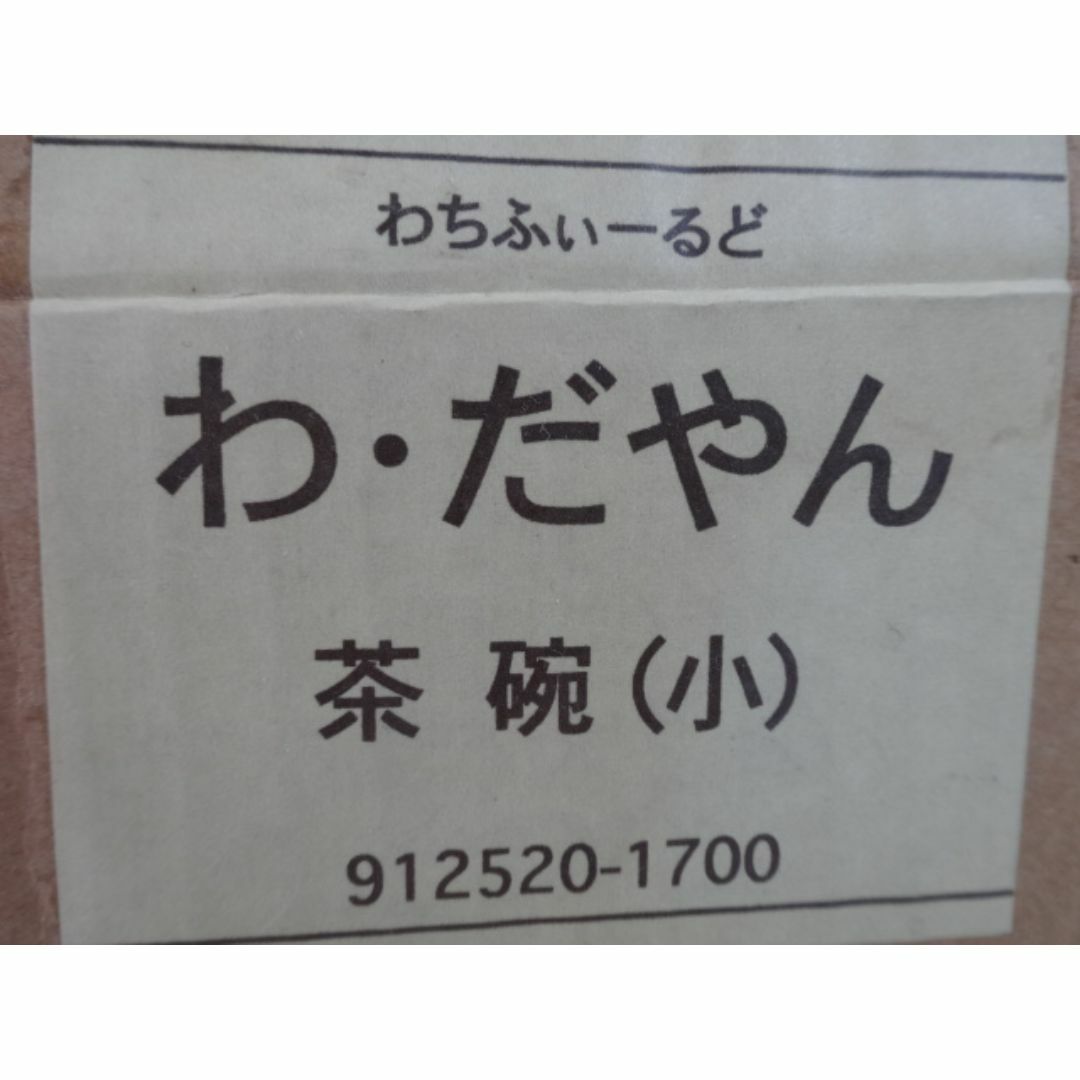 わちふぃーるど
わ・だやん
茶 碗（小）
912520-1700